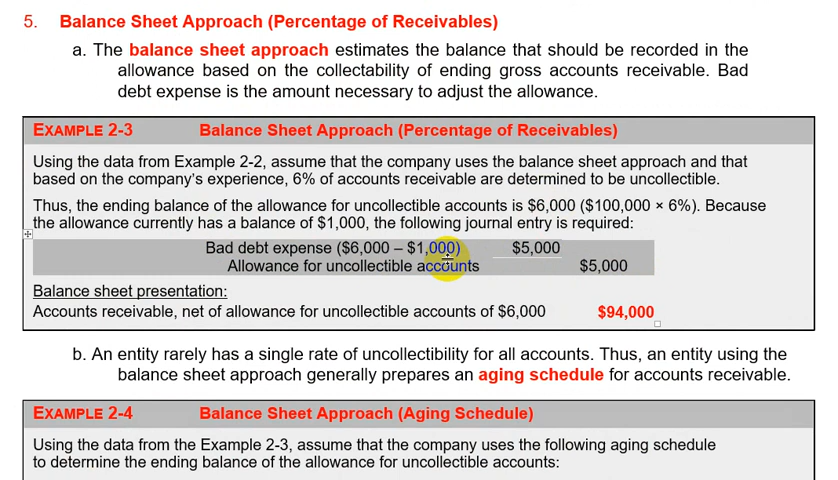 5. Balance Sheet Approach (Percentage of Receivables)
a. The balance sheet approach estimates the balance that should be recorded in the
allowance based on the collectability of ending gross accounts receivable. Bad
debt expense is the amount necessary to adjust the allowance.
EXAMPLE 2-3 Balance Sheet Approach (Percentage of Receivables)
Using the data from Example 2-2, assume that the company uses the balance sheet approach and that
based on the company's experience, 6% of accounts receivable are determined to be uncollectible.
Thus, the ending balance of the allowance for uncollectible accounts is $6,000 ($100,000 × 6%). Because
the allowance currently has a balance of $1,000, the following journal entry is required:
Bad debt expense ($6,000 – $1,000) $5,000
Allowance for uncollectible accounts $5,000
Balance sheet presentation:
Accounts receivable, net of allowance for uncollectible accounts of $6,000 $94,000
b. An entity rarely has a single rate of uncollectibility for all accounts. Thus, an entity using the
balance sheet approach generally prepares an aging schedule for accounts receivable.
EXAMPLE 2-4 Balance Sheet Approach (Aging Schedule)
Using the data from the Example 2-3, assume that the company uses the following aging schedule
to determine the ending balance of the allowance for uncollectible accounts: